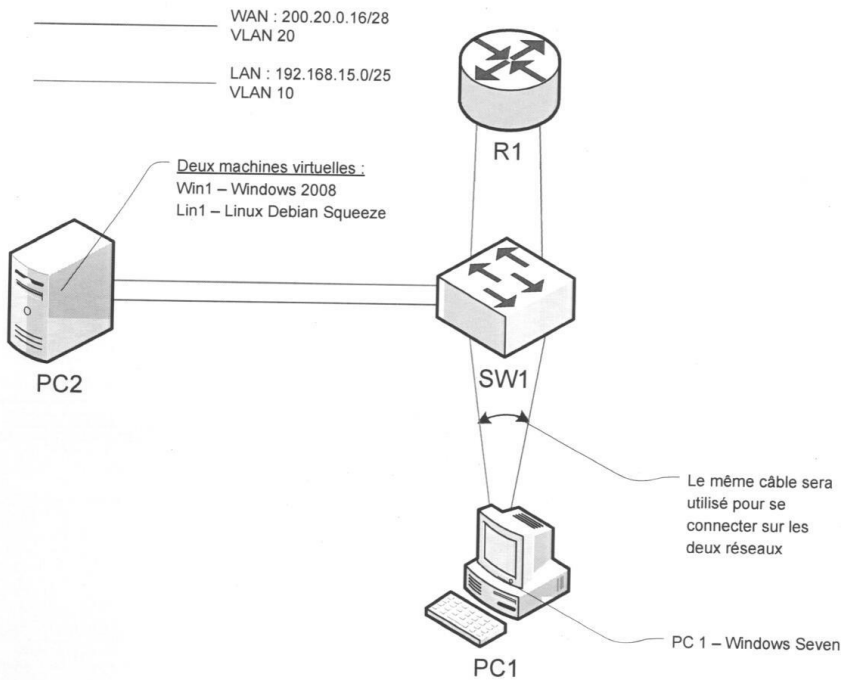 WAN : 200.20.0.16/28
VLAN 20
LAN : 192.168.15.0/25
VLAN 10
R1
Deux machines virtuelles :
Win1 – Windows 2008
Lin1 – Linux Debian Squeeze
PC2
SW1
Le même câble sera
utilisé pour se
connecter sur les
deux réseaux
PC 1 – Windows Seven
PC1